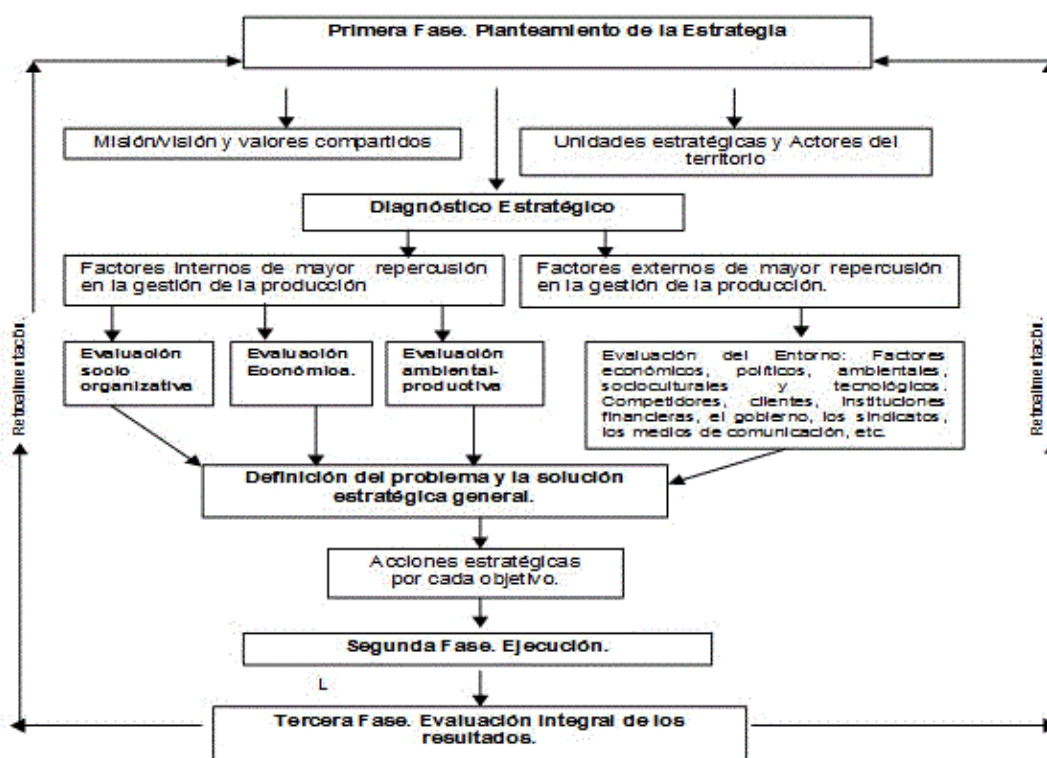 Primera Fase. Planteamiento de la Estrategia
Misión/visión y valores compartidos
Unidades estratégicas y Actores del
territorio
Diagnóstico Estratégico
Factores internos de mayor repercusión
en la gestión de la producción
Factores externos de mayor repercusión
en la gestión de la producción.
Evaluación
socio
organizativa
Evaluación
Económica.
Evaluación
ambiental-
productiva
Evaluación del Entorno: Factores
económicos, políticos, ambientales,
socioculturales y tecnológicos.
Competidores, clientes, instituciones
financieras, el gobierno, los sindicatos,
los medios de comunicación, etc.
Retroalimentación.
Retroalimentación.
Definición del problema y la solución
estratégica general.
Acciones estratégicas
por cada objetivo.
Segunda Fase. Ejecución.
L
Tercera Fase. Evaluación integral de los
resultados.